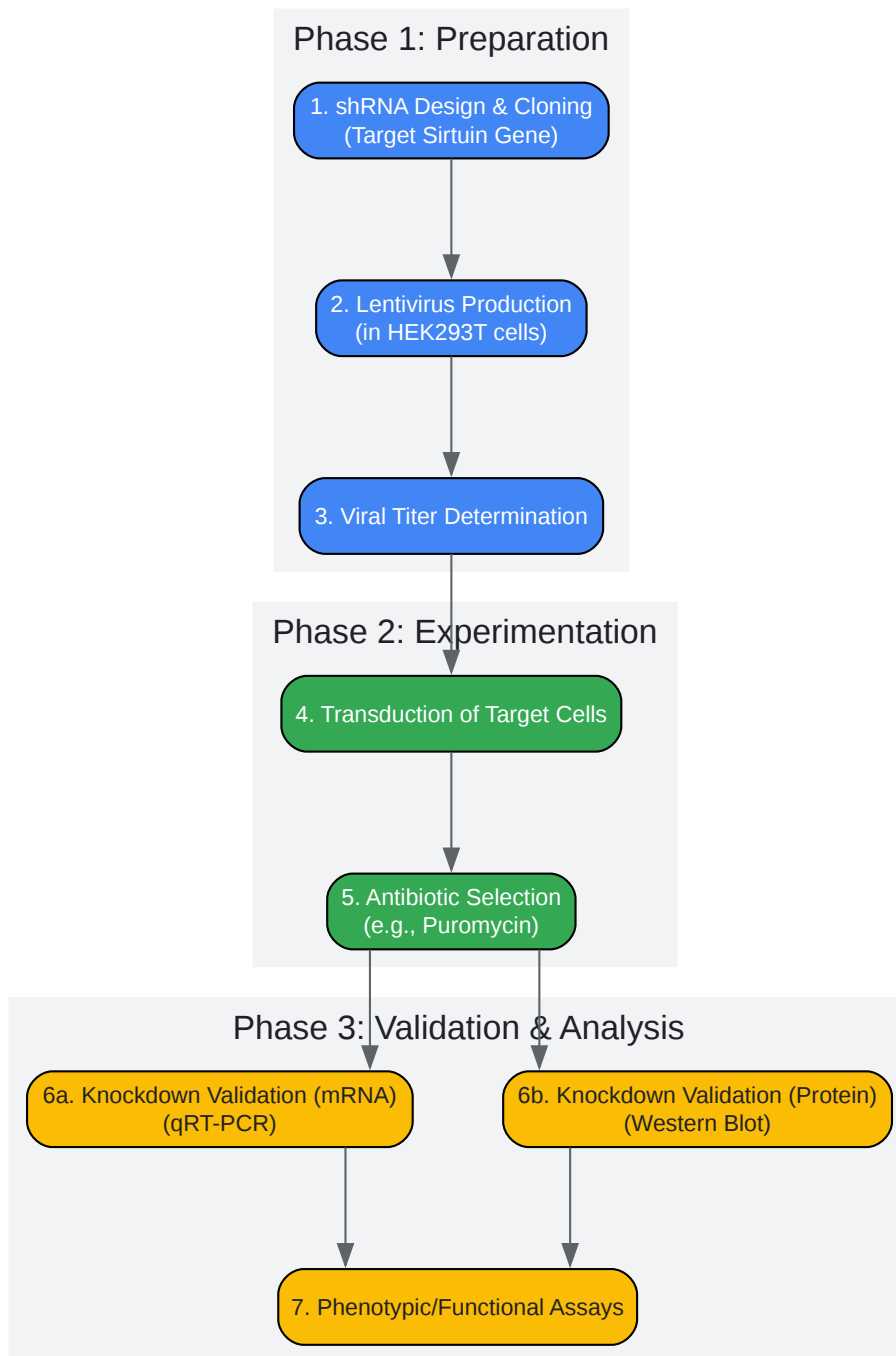 Phase 1: Preparation
1. shRNA Design & Cloning
(Target Sirtuin Gene)
2. Lentivirus Production
(in HEK293T cells)
3. Viral Titer Determination
Phase 2: Experimentation
4. Transduction of Target Cells
5. Antibiotic Selection
(e.g., Puromycin)
Phase 3: Validation & Analysis
6a. Knockdown Validation (mRNA)
(qRT-PCR)
6b. Knockdown Validation (Protein)
(Western Blot)
7. Phenotypic/Functional Assays